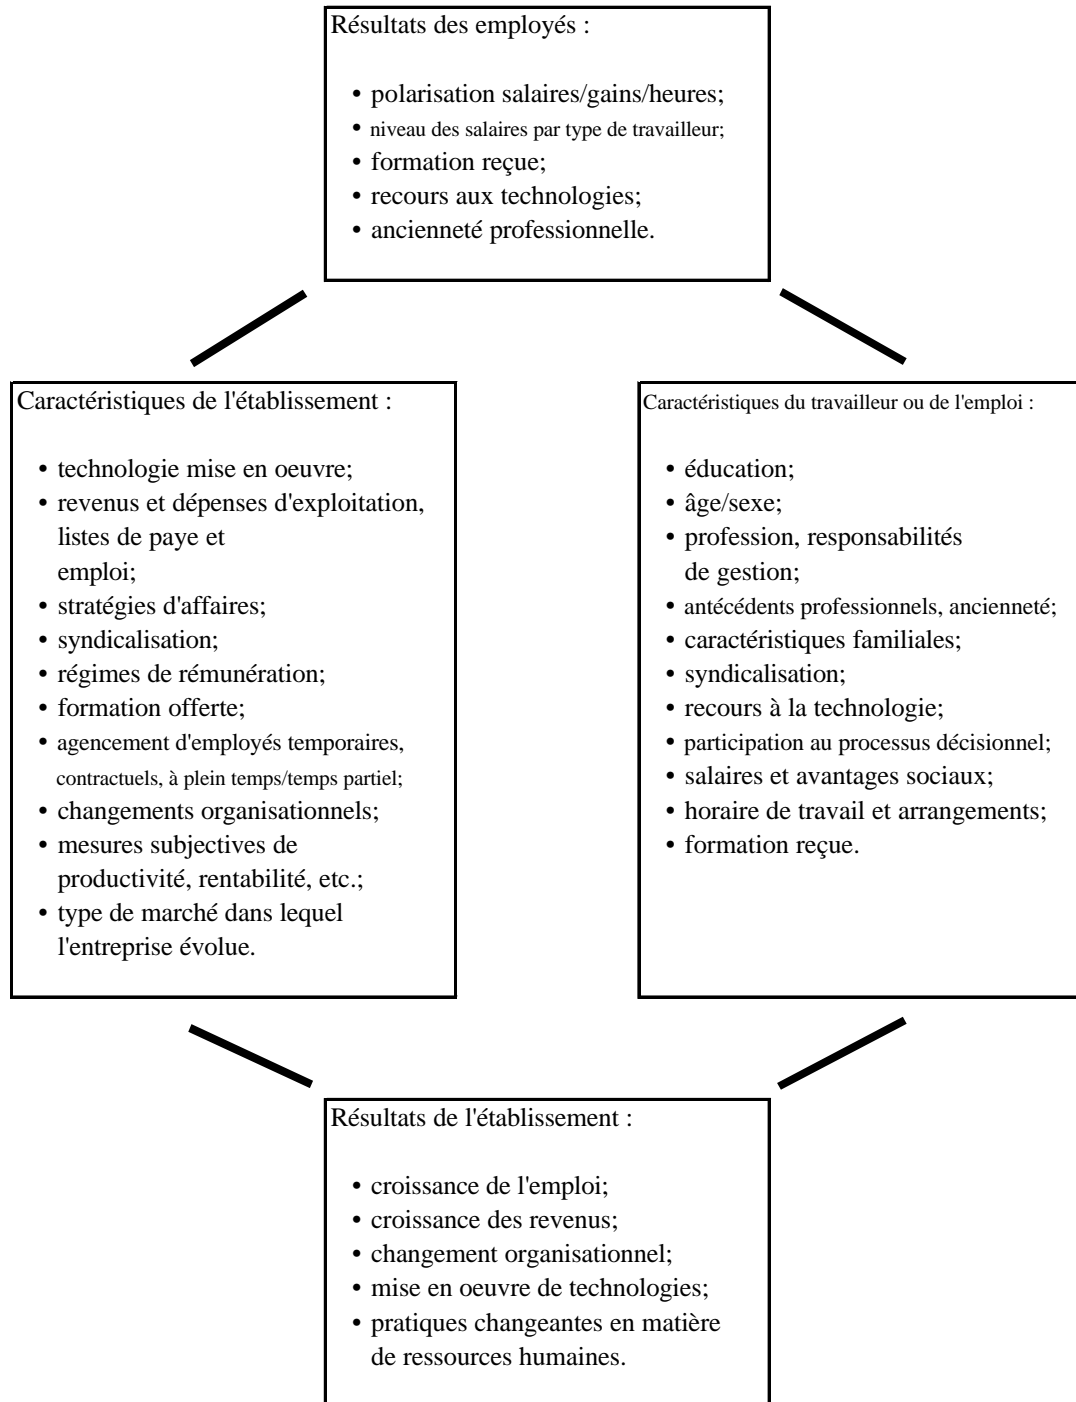 Résultats des employés :
• polarisation salaires/gains/heures;
• niveau des salaires par type de travailleur;
• formation reçue;
• recours aux technologies;
• ancienneté professionnelle.
Caractéristiques de l'établissement :
• technologie mise en oeuvre;
• revenus et dépenses d'exploitation,
listes de paye et
emploi;
• stratégies d'affaires;
• syndicalisation;
• régimes de rémunération;
• formation offerte;
• agencement d'employés temporaires,
contractuels, à plein temps/temps partiel;
• changements organisationnels;
• mesures subjectives de
productivité, rentabilité, etc.;
• type de marché dans lequel
l'entreprise évolue.
Caractéristiques du travailleur ou de l'emploi :
• éducation;
• âge/sexe;
• profession, responsabilités
de gestion;
• antécédents professionnels, ancienneté;
• caractéristiques familiales;
• syndicalisation;
• recours à la technologie;
• participation au processus décisionnel;
• salaires et avantages sociaux;
• horaire de travail et arrangements;
• formation reçue.
Résultats de l'établissement :
• croissance de l'emploi;
• croissance des revenus;
• changement organisationnel;
• mise en oeuvre de technologies;
• pratiques changeantes en matière
de ressources humaines.